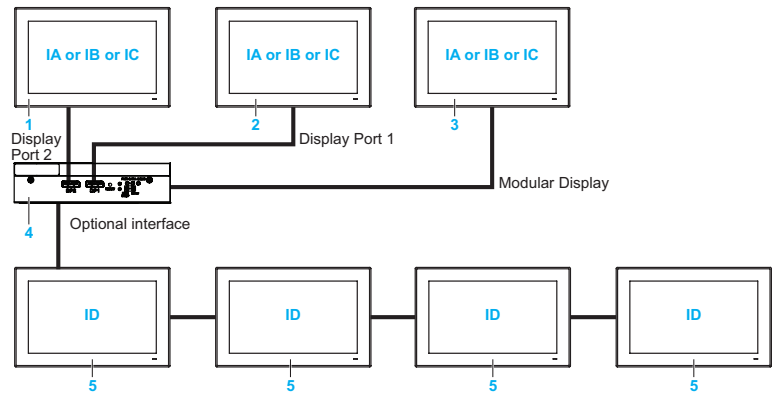 IA or IB or IC
IA or IB or IC
IA or IB or IC
1
2
3
Display
Port 2
Display Port 1
Modular Display
4
Optional interface
ID
ID
ID
ID
5
5
5
5